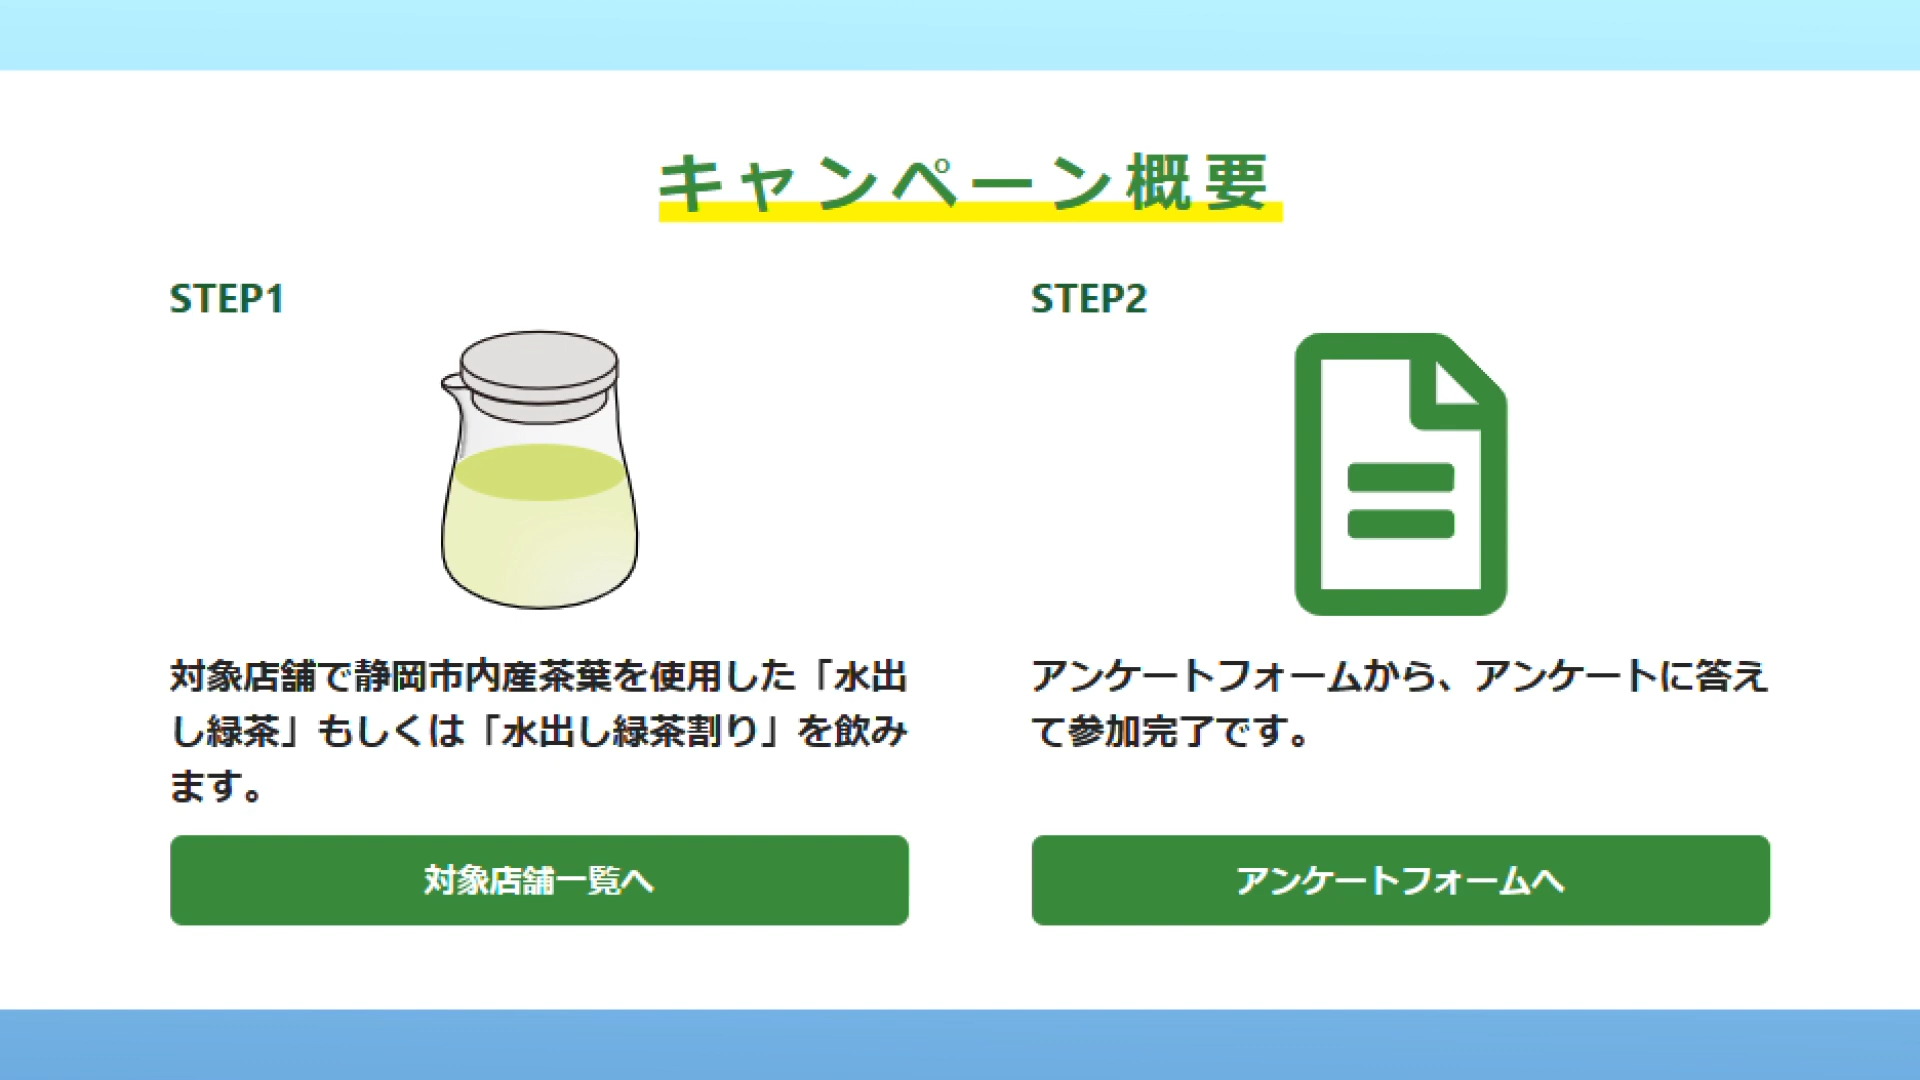 キャンペーン概要
STEP1
対象店舗で静岡市内産茶葉を使用した「水出
し緑茶」もしくは「水出し緑茶割り」を飲み
ます。
対象店舗一覧へ
STEP2
アンケートフォームから、アンケートに答え
て参加完了です。
アンケートフォームへ